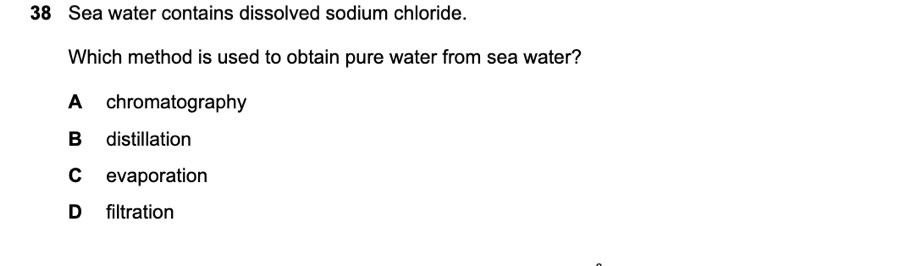 38 Sea water contains dissolved sodium chloride.
Which method is used to obtain pure water from sea water?
A chromatography
B distillation
C evaporation
D filtration